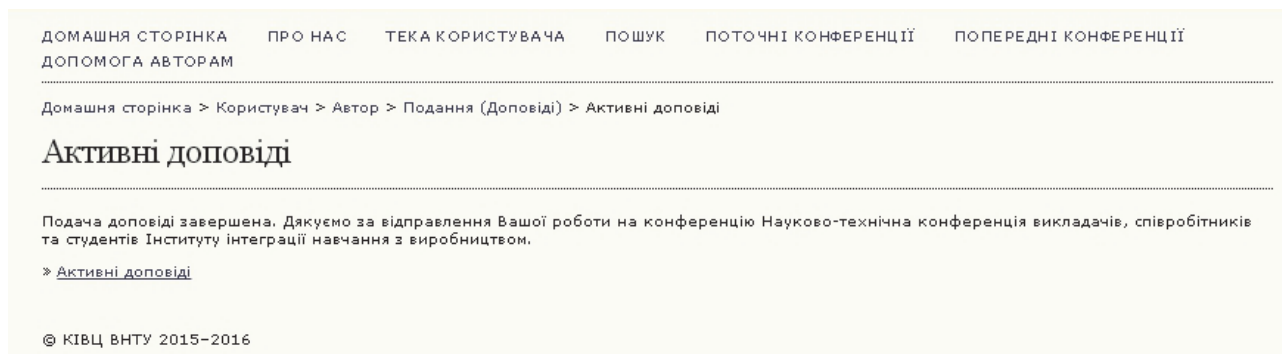 ДОМАШНЯ СТОРІНКА ПРО НАС ТЕКА КОРИСТУВАЧА ПОШУК ПОТОЧНІ КОНФЕРЕНЦІЇ ПОПЕРЕДНІ КОНФЕРЕНЦІЇ
ДОПОМОГА АВТОРАМ
Домашня сторінка > Користувач > Автор > Подання (Доповіді) > Активні доповіді
Активні доповіді
Подача доповіді завершена. Дякуємо за відправлення Вашої роботи на конференцію Науково-технічна конференція викладачів, співробітників
та студентів Інституту інтеграції навчання з виробництвом.
» Активні доповіді
© КІВЦ ВНТУ 2015–2016